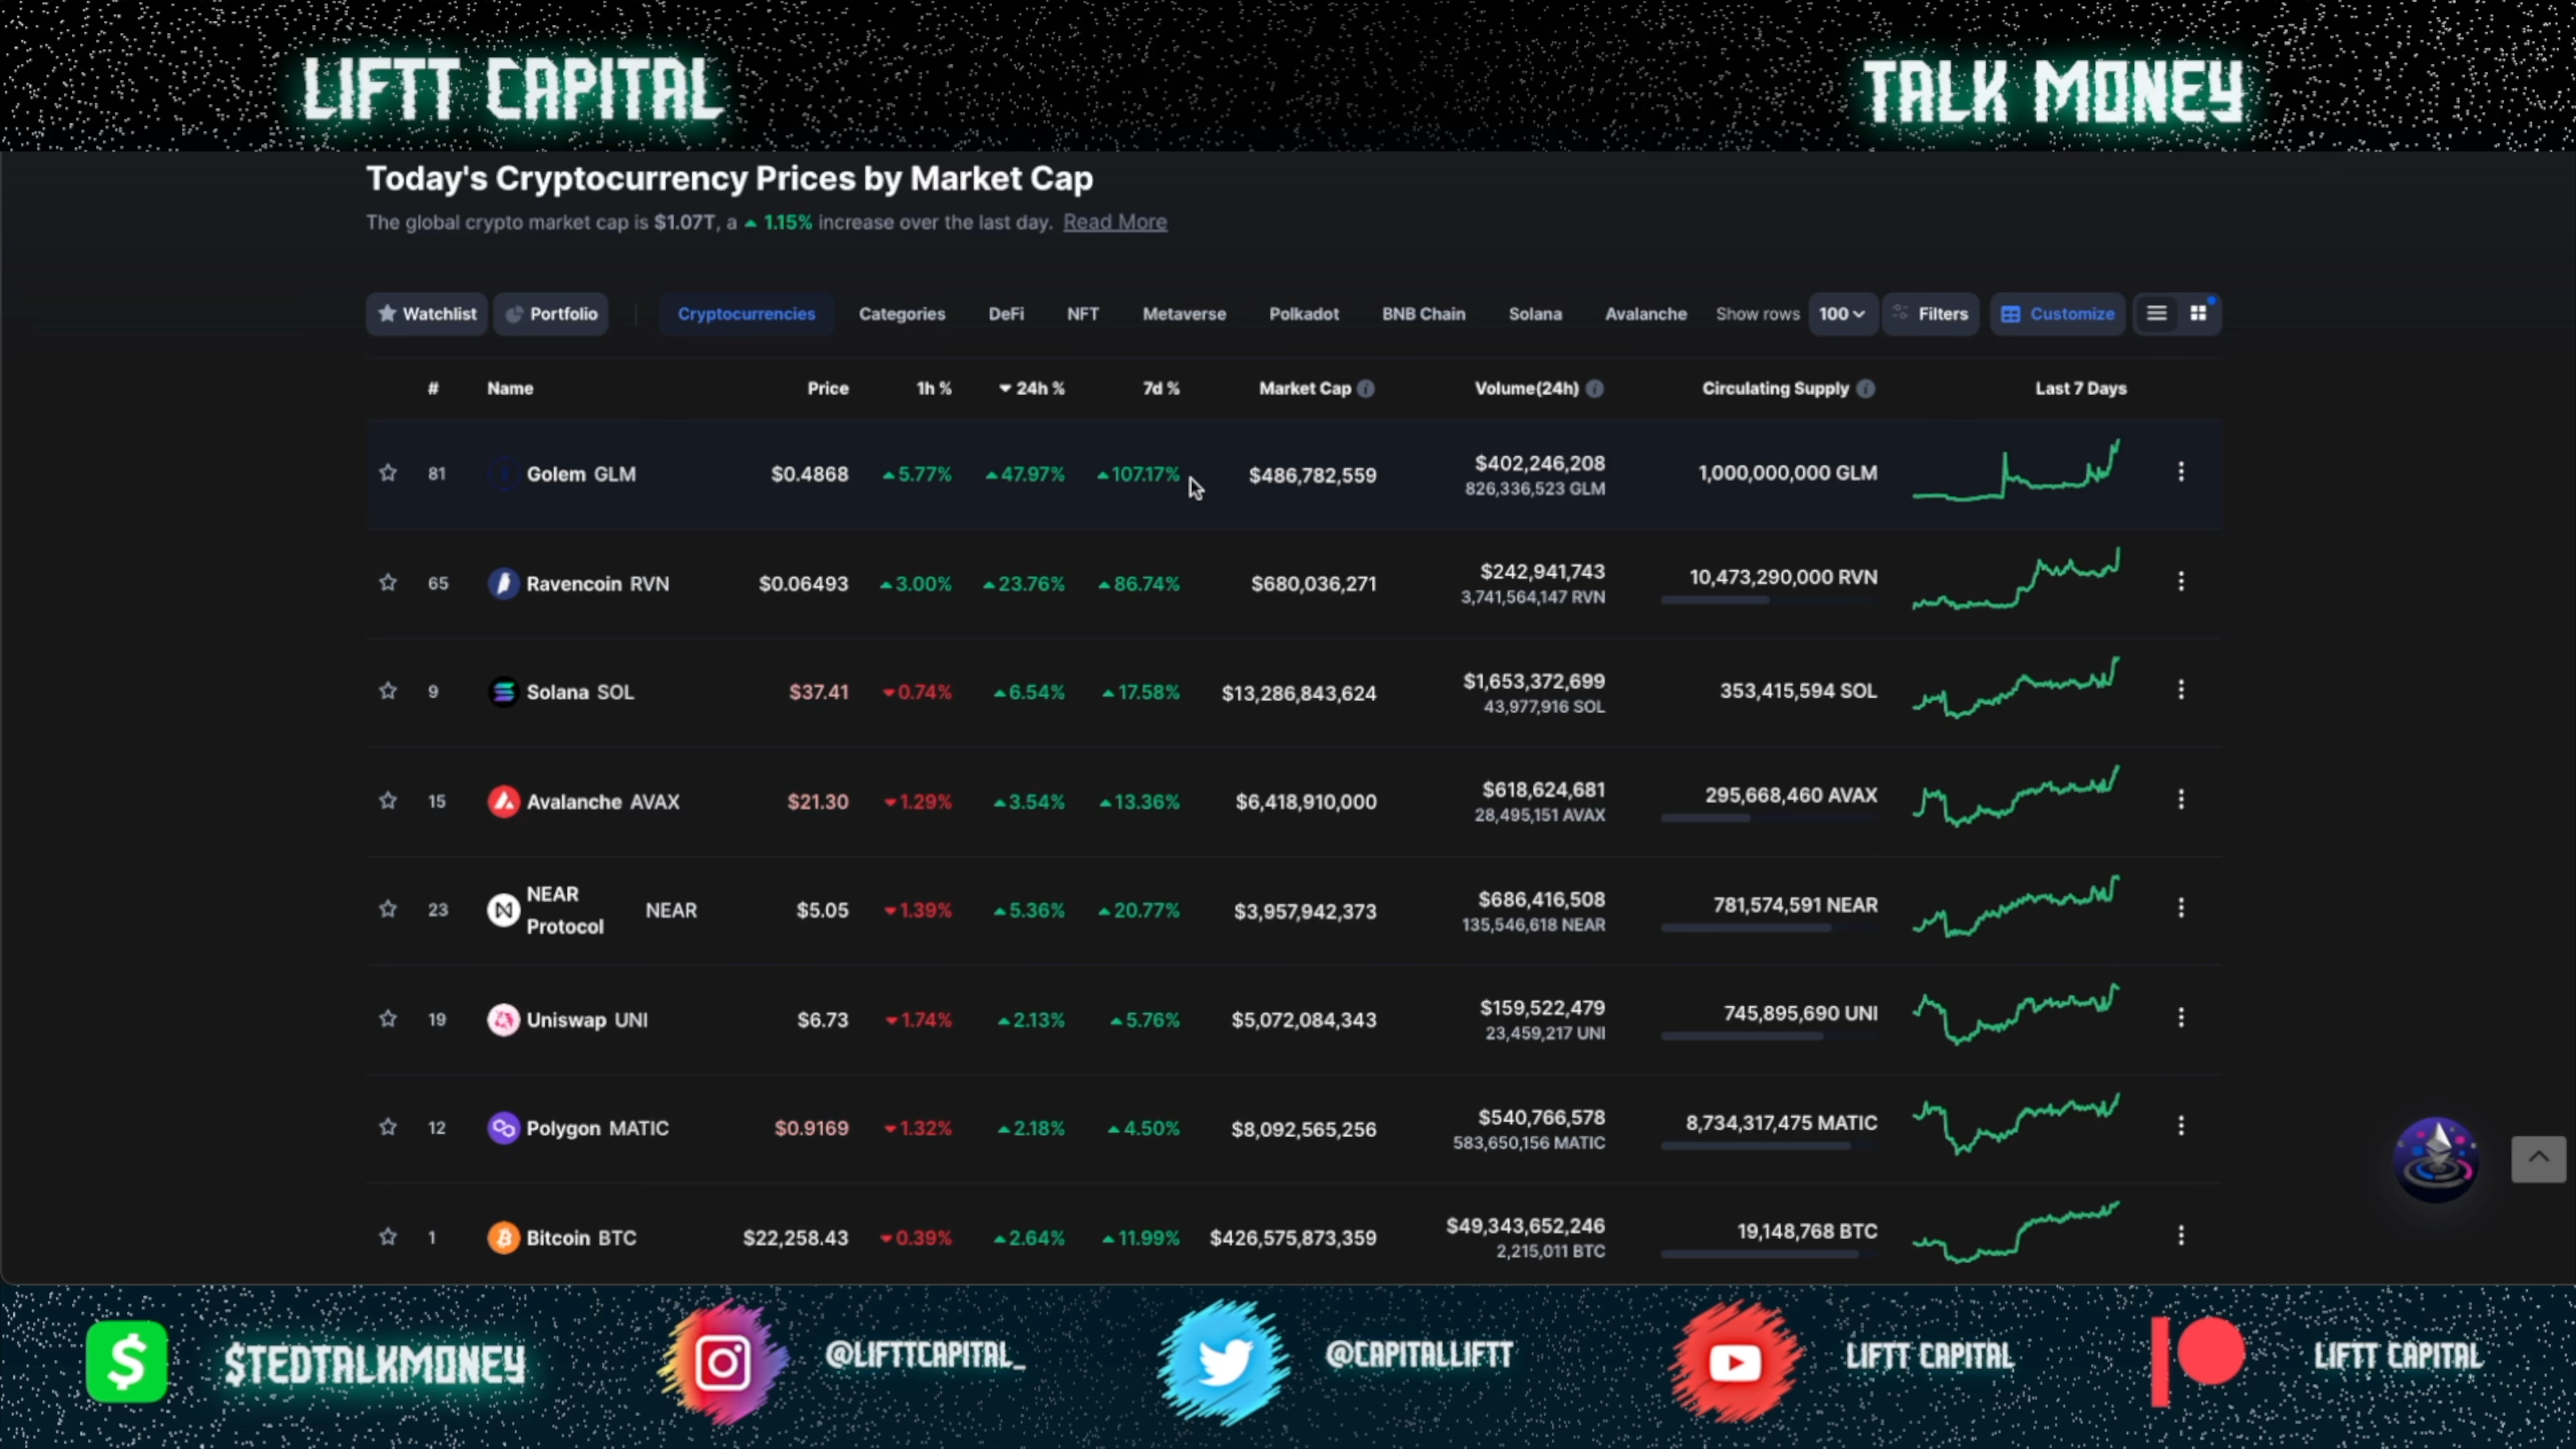 LIFTT CAPITAL
TALK MONEY
Today's Cryptocurrency Prices by Market Cap
The global crypto market cap is $1.07T, a 1.15% increase over the last day. Read More
Watchlist Portfolio Cryptocurrencies Categories DeFi NFT Metaverse Polkadot BNB Chain Solana Avalanche Show rows 100 Filters Customize
# Name Price 1h % 24h % 7d % Market Cap Volume(24h) Circulating Supply Last 7 Days
81 Golem GLM $0.4868 5.77% 47.97% 107.17% $486,782,559 $402,246,208 1,000,000,000 GLM
826,336,523 GLM
65 Ravencoin RVN $0.06493 3.00% 23.76% 86.74% $680,036,271 $242,941,743 10,473,290,000 RVN
3,741,564,147 RVN
9 Solana SOL $37.41 0.74% 6.54% 17.58% $13,286,843,624 $1,653,372,699 353,415,594 SOL
43,977,916 SOL
15 Avalanche AVAX $21.30 1.29% 3.54% 13.36% $6,418,910,000 $618,624,681 295,668,460 AVAX
28,495,151 AVAX
23 NEAR Protocol NEAR $5.05 1.39% 5.36% 20.77% $3,957,942,373 $686,416,508 781,574,591 NEAR
135,546,618 NEAR
19 Uniswap UNI $6.73 1.74% 2.13% 5.76% $5,072,084,343 $159,522,479 745,895,690 UNI
23,459,217 UNI
12 Polygon MATIC $0.9169 1.32% 2.18% 4.50% $8,092,565,256 $540,766,578 8,734,317,475 MATIC
583,650,156 MATIC
1 Bitcoin BTC $22,258.43 0.39% 2.64% 11.99% $426,575,873,359 $49,343,652,246 19,148,768 BTC
2,215,011 BTC
$TEDTALKMONEY @LIFTTCAPITAL_ @CAPITALLIFTT LIFTT CAPITAL LIFTT CAPITAL